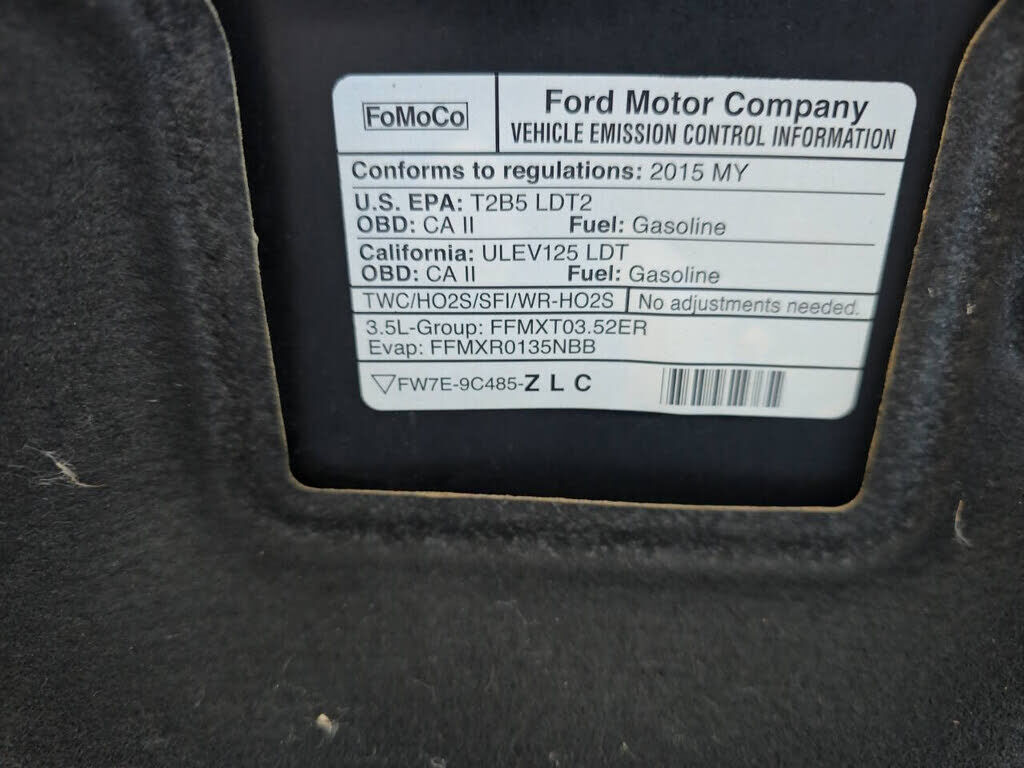 FoMoCo
Ford Motor Company
VEHICLE EMISSION CONTROL INFORMATION
Conforms to regulations: 2015 MY
U.S. EPA: T2B5 LDT2
OBD: CA II Fuel: Gasoline
California: ULEV125 LDT
OBD: CA II Fuel: Gasoline
TWC/HO2S/SFI/WR-HO2S No adjustments needed.
3.5L-Group: FFMXT03.52ER
Evap: FFMXR0135NBB
FW7E-9C485-Z L C